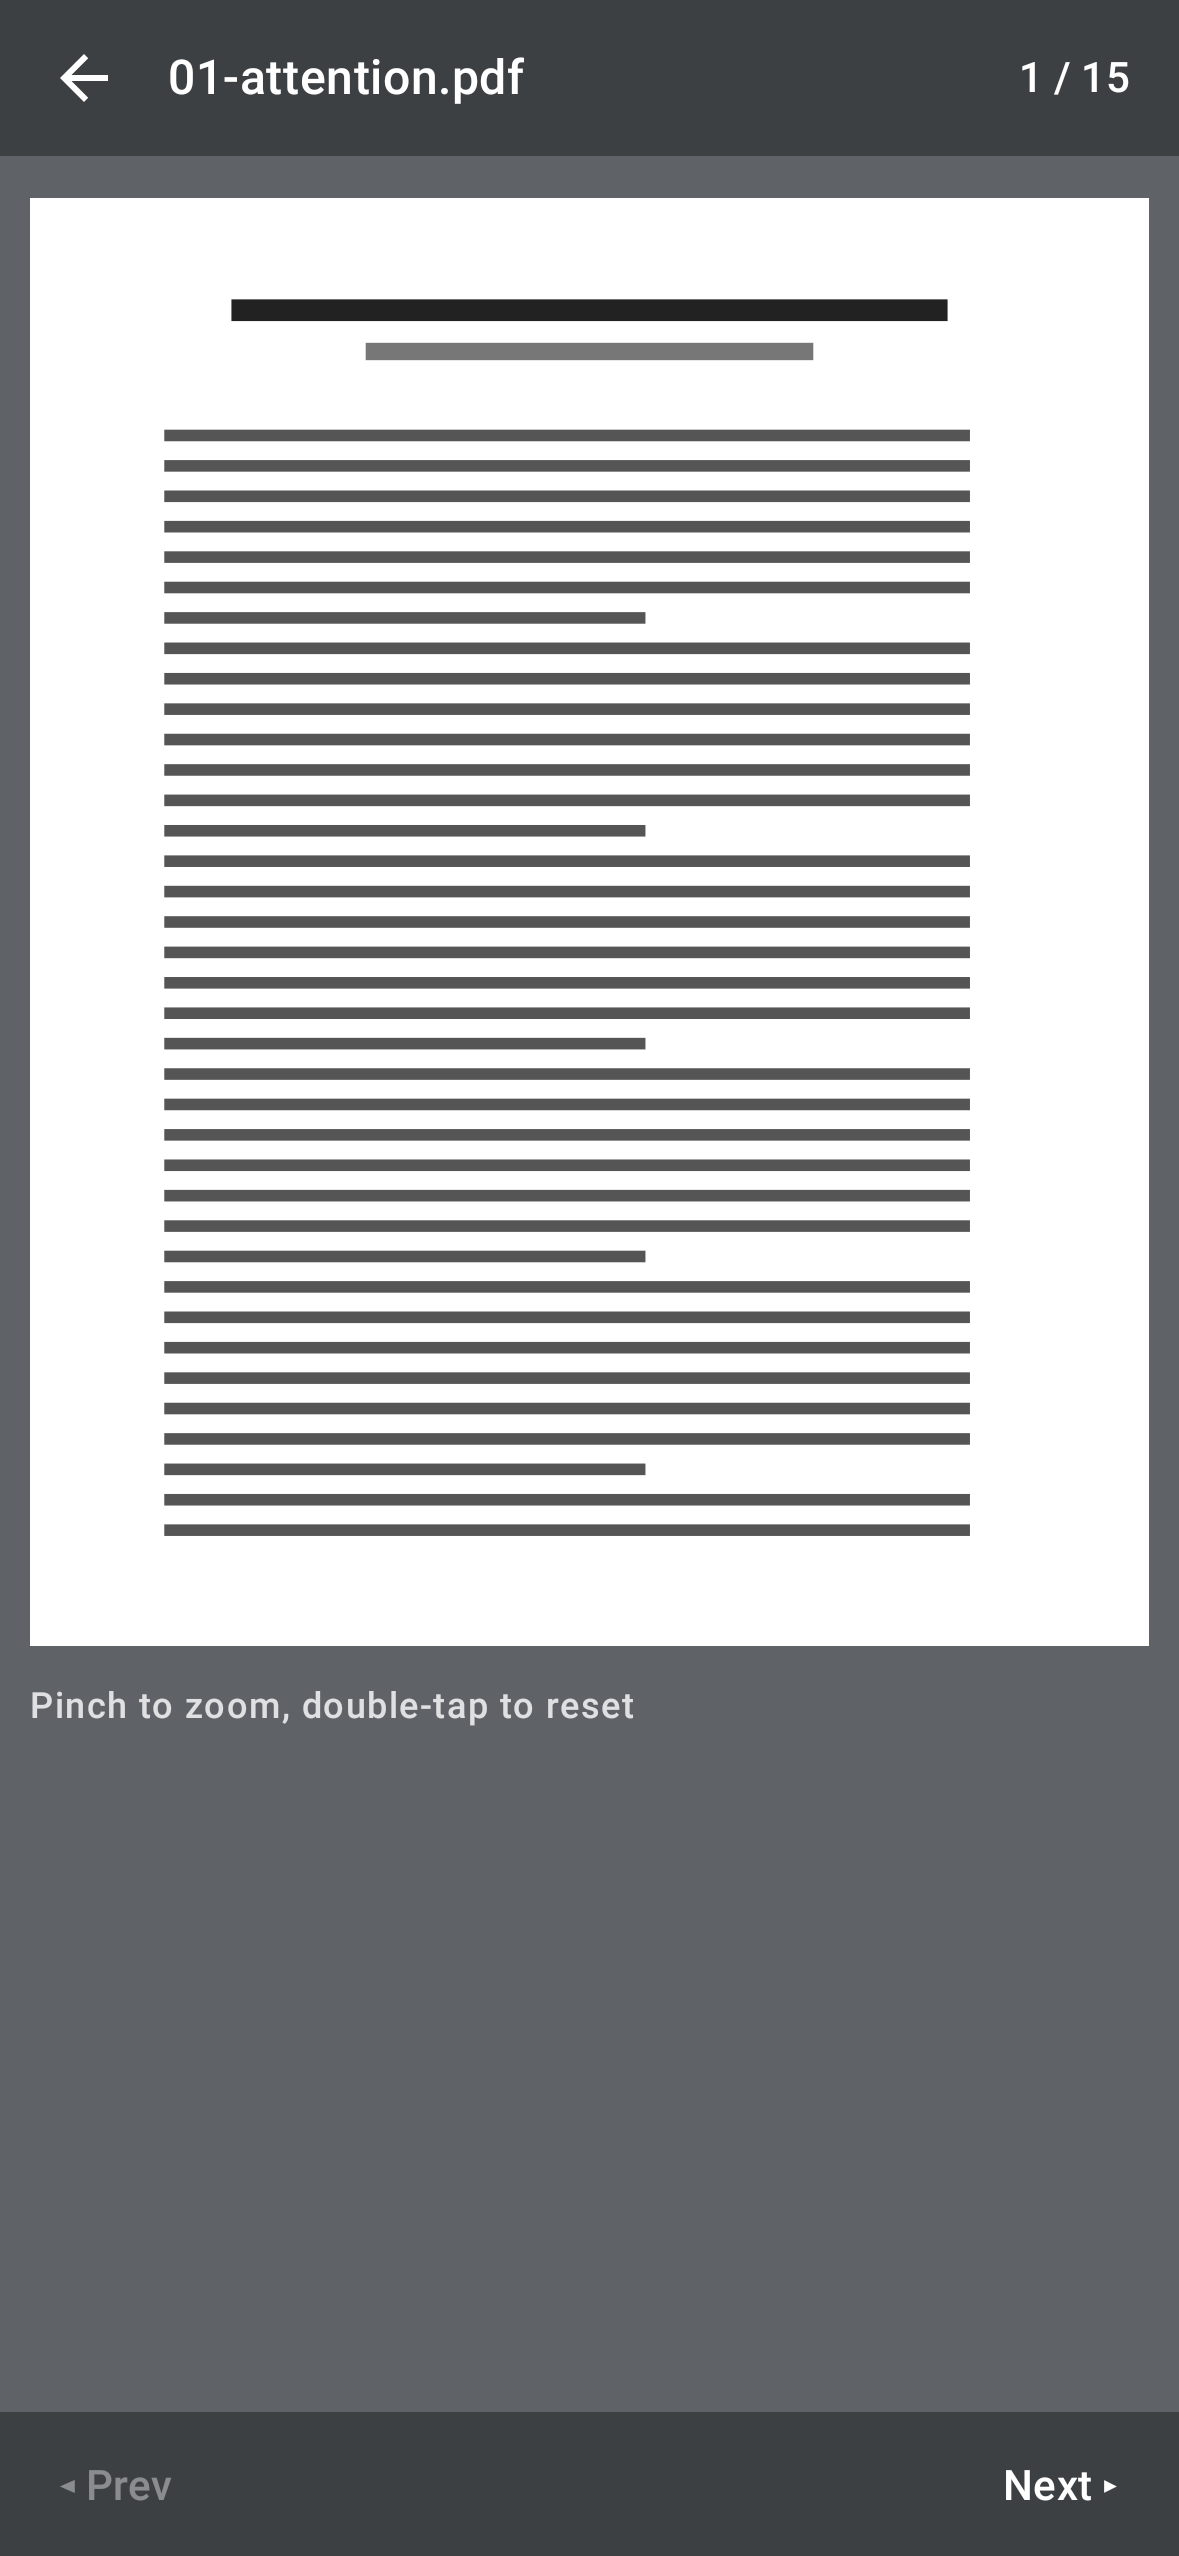 01-attention.pdf
1 / 15
Pinch to zoom, double-tap to reset
Prev
Next